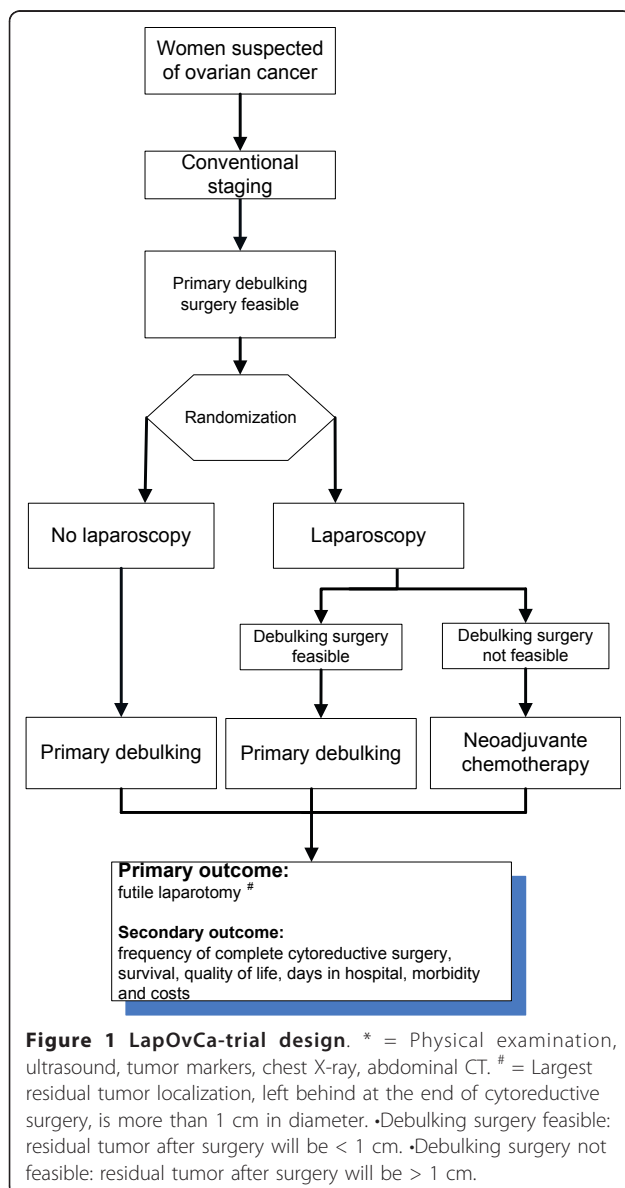 Women suspected
of ovarian cancer
Conventional
staging
Primary debulking
surgery feasible
Randomization
No laparoscopy
Laparoscopy
Debulking surgery
feasible
Debulking surgery
not feasible
Primary debulking
Primary debulking
Neoadjuvante
chemotherapy
Primary outcome:
futile laparotomy #
Secondary outcome:
frequency of complete cytoreductive surgery,
survival, quality of life, days in hospital, morbidity
and costs
Figure 1 LapOvCa-trial design. * = Physical examination,
ultrasound, tumor markers, chest X-ray, abdominal CT. # = Largest
residual tumor localization, left behind at the end of cytoreductive
surgery, is more than 1 cm in diameter. •Debulking surgery feasible:
residual tumor after surgery will be < 1 cm. •Debulking surgery not
feasible: residual tumor after surgery will be > 1 cm.